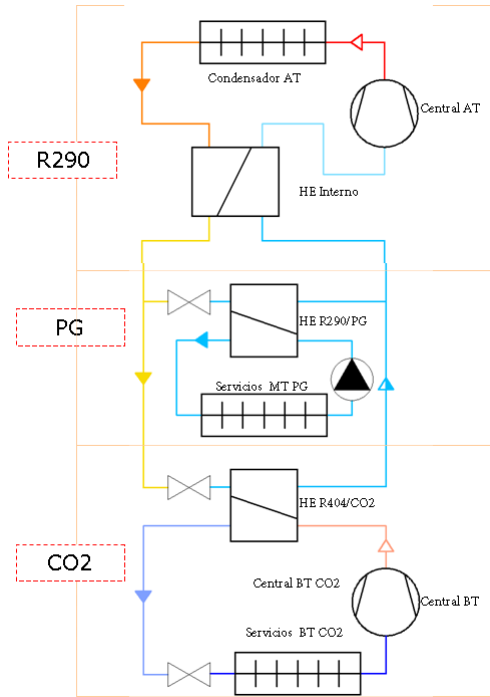 Condensador AT
Central AT
R290
HE Interno
PG
HE R290/PG
Servicios MT PG
HE R404/CO2
CO2
Central BT CO2
Central BT
Servicios BT CO2